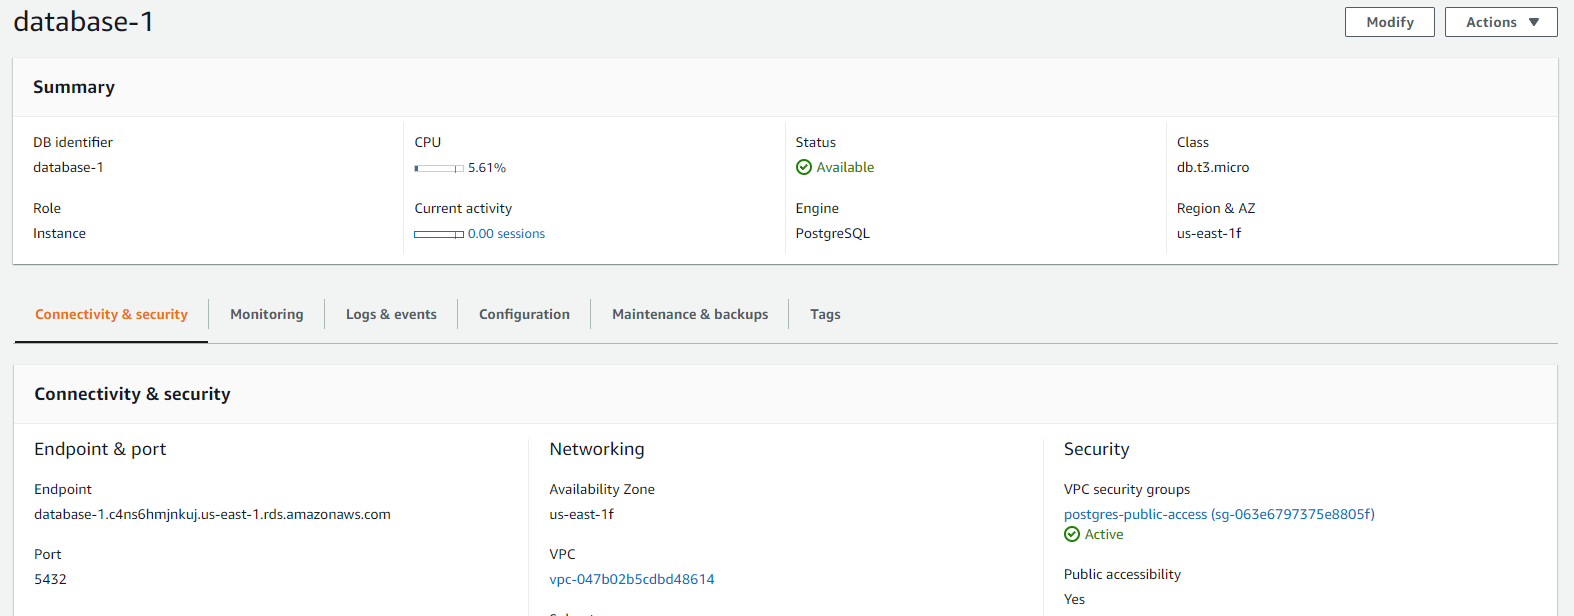 database-1
Modify
Actions
Summary
DB identifier
database-1
CPU
5.61%
Status
Available
Class
db.t3.micro
Role
Instance
Current activity
0.00 sessions
Engine
PostgreSQL
Region & AZ
us-east-1f
Connectivity & security
Monitoring
Logs & events
Configuration
Maintenance & backups
Tags
Connectivity & security
Endpoint & port
Endpoint
database-1.c4ns6hmjnkuj.us-east-1.rds.amazonaws.com
Port
5432
Networking
Availability Zone
us-east-1f
VPC
vpc-047b02b5cdbd48614
Security
VPC security groups
postgres-public-access (sg-063e6797375e8805f)
Active
Public accessibility
Yes